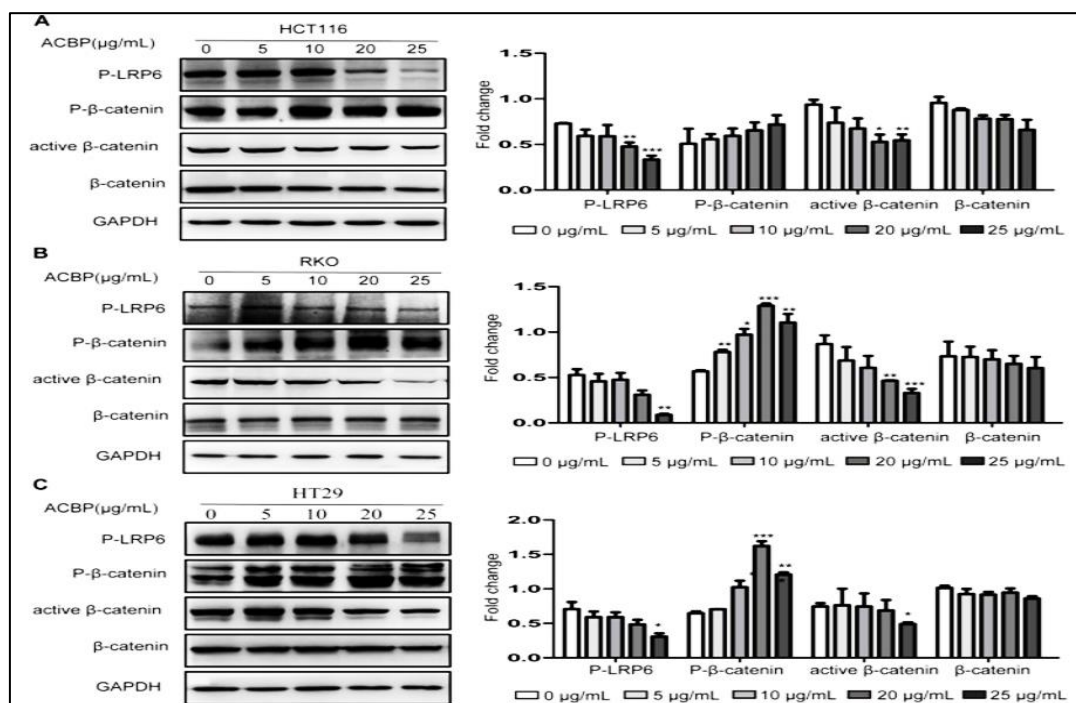 A
HCT116
ACBP(μg/mL) 0 5 10 20 25
P-LRP6
P-β-catenin
active β-catenin
β-catenin
GAPDH
Fold change
1.5
1.0
0.5
0.0
** *** * **
P-LRP6 P-β-catenin active β-catenin β-catenin
0 μg/mL 5 μg/mL 10 μg/mL 20 μg/mL 25 μg/mL
B
RKO
ACBP(μg/mL) 0 5 10 20 25
P-LRP6
P-β-catenin
active β-catenin
β-catenin
GAPDH
Fold change
1.5
1.0
0.5
0.0
** ** * *** ** ** ***
P-LRP6 P-β-catenin active β-catenin β-catenin
0 μg/mL 5 μg/mL 10 μg/mL 20 μg/mL 25 μg/mL
C
HT29
ACBP(μg/mL) 0 5 10 20 25
P-LRP6
P-β-catenin
active β-catenin
β-catenin
GAPDH
Fold change
2.0
1.5
1.0
0.5
0.0
* * *** ** *
P-LRP6 P-β-catenin active β-catenin β-catenin
0 μg/mL 5 μg/mL 10 μg/mL 20 μg/mL 25 μg/mL